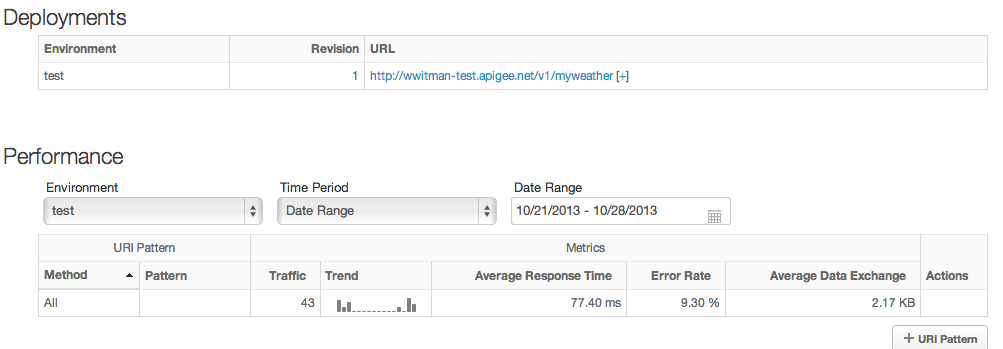 Deployments
Environment Revision URL
test 1 http://wwitman-test.apigee.net/v1/myweather [+]
Performance
Environment Time Period Date Range
test Date Range 10/21/2013 - 10/28/2013
URI Pattern Metrics
Method Pattern Traffic Trend Average Response Time Error Rate Average Data Exchange Actions
All 43 77.40 ms 9.30 % 2.17 KB
+ URI Pattern